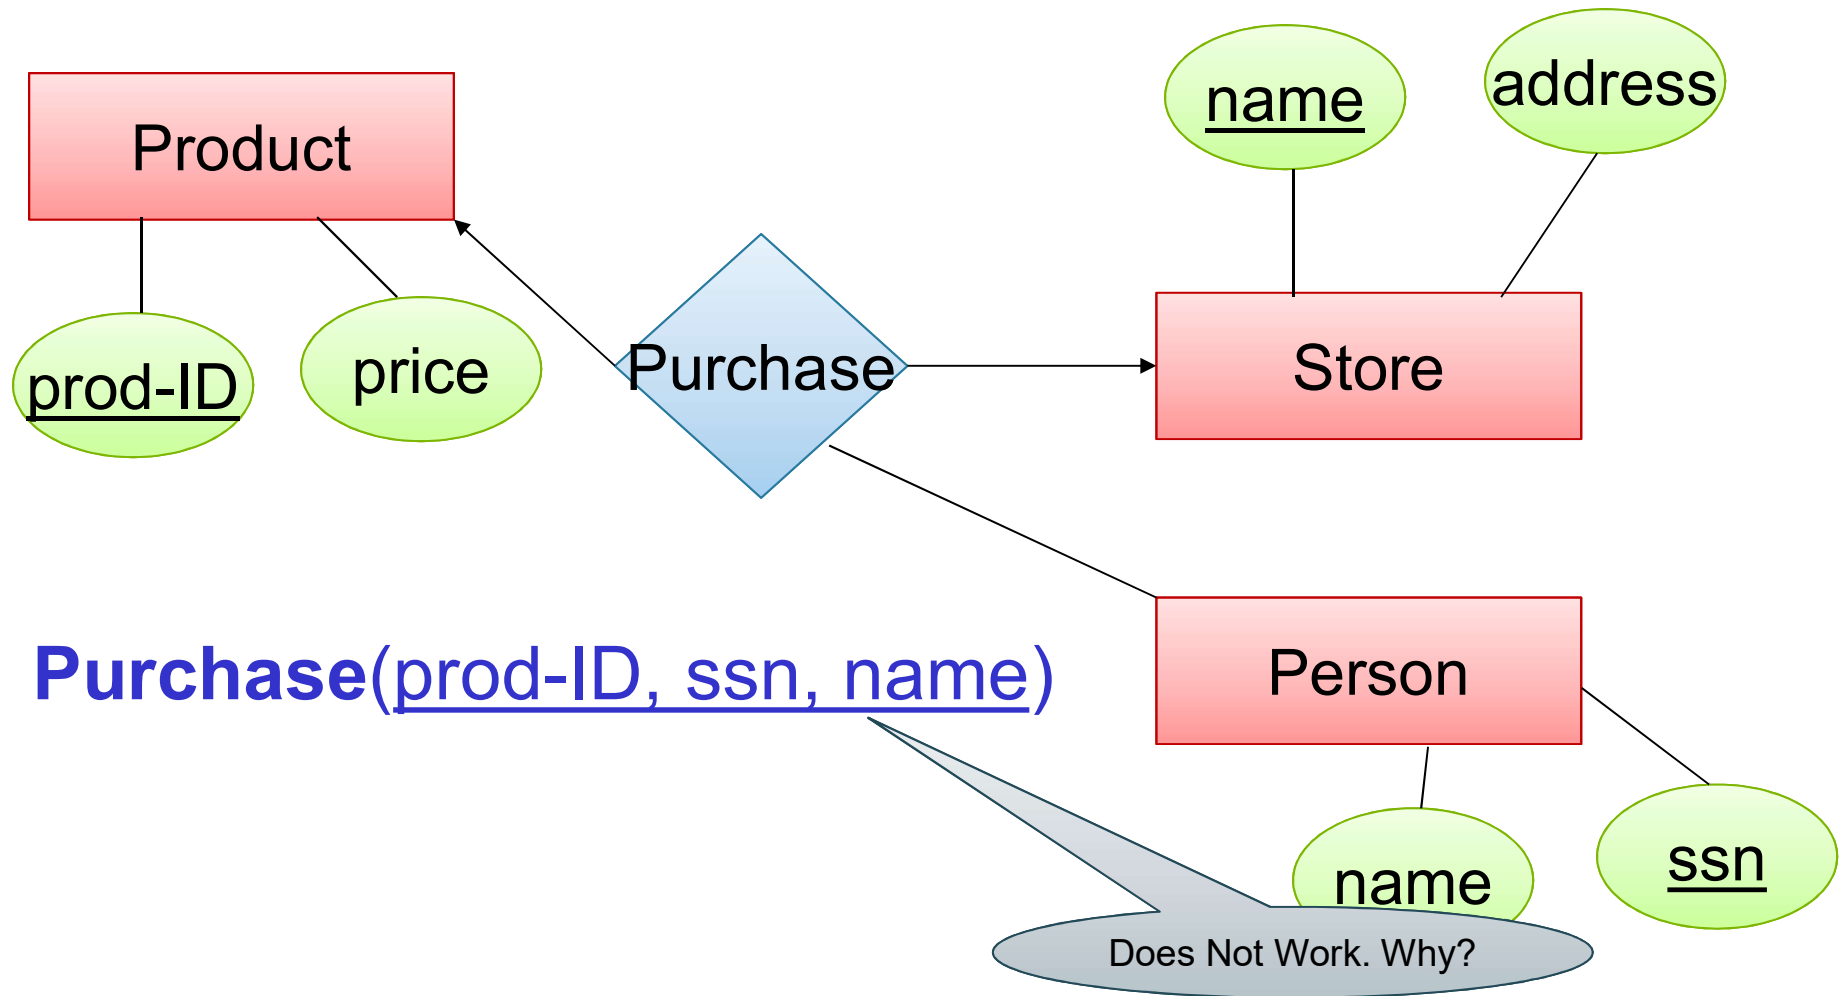 Product
prod-ID
price
Purchase
name
address
Store
Purchase(prod-ID, ssn, name)
Person
name
ssn
Does Not Work. Why?